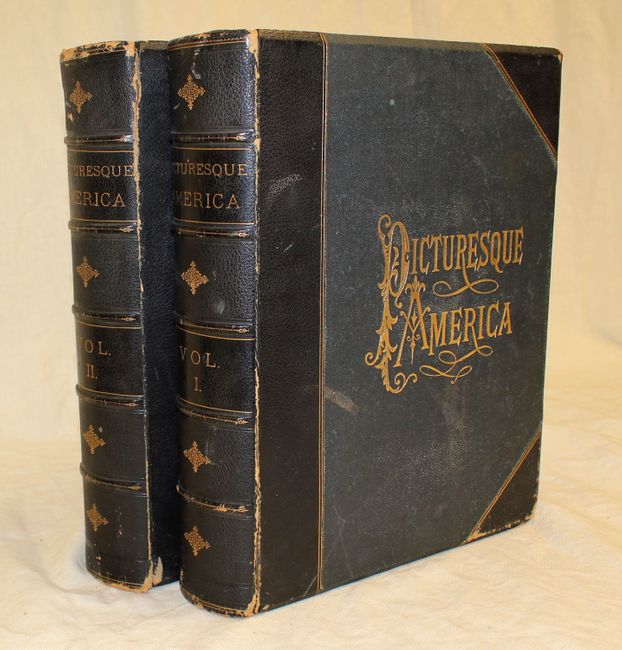 PICTURESQUE
AMERICA
VOL.
II.
PICTURESQUE
AMERICA
VOL.
I.
PICTURESQUE
AMERICA